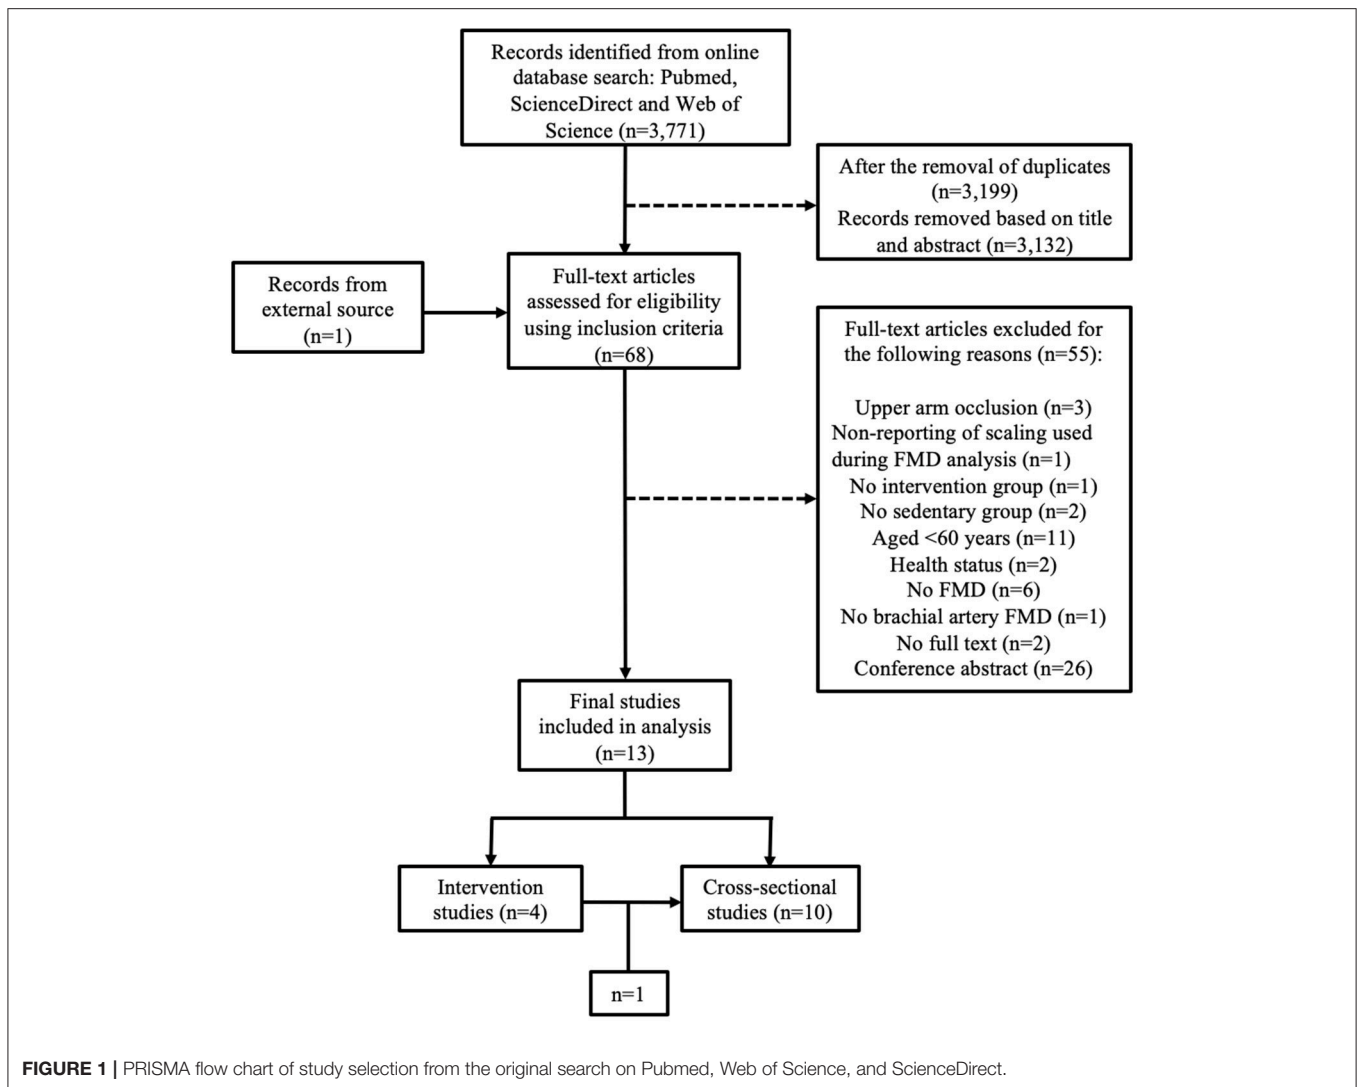 Records identified from online
database search: Pubmed,
ScienceDirect and Web of
Science (n=3,771)
After the removal of duplicates
(n=3,199)
Records removed based on title
and abstract (n=3,132)
Records from
external source
(n=1)
Full-text articles
assessed for eligibility
using inclusion criteria
(n=68)
Full-text articles excluded for
the following reasons (n=55):
Upper arm occlusion (n=3)
Non-reporting of scaling used
during FMD analysis (n=1)
No intervention group (n=1)
No sedentary group (n=2)
Aged <60 years (n=11)
Health status (n=2)
No FMD (n=6)
No brachial artery FMD (n=1)
No full text (n=2)
Conference abstract (n=26)
Final studies
included in analysis
(n=13)
Intervention
studies (n=4)
Cross-sectional
studies (n=10)
n=1
FIGURE 1 | PRISMA flow chart of study selection from the original search on Pubmed, Web of Science, and ScienceDirect.